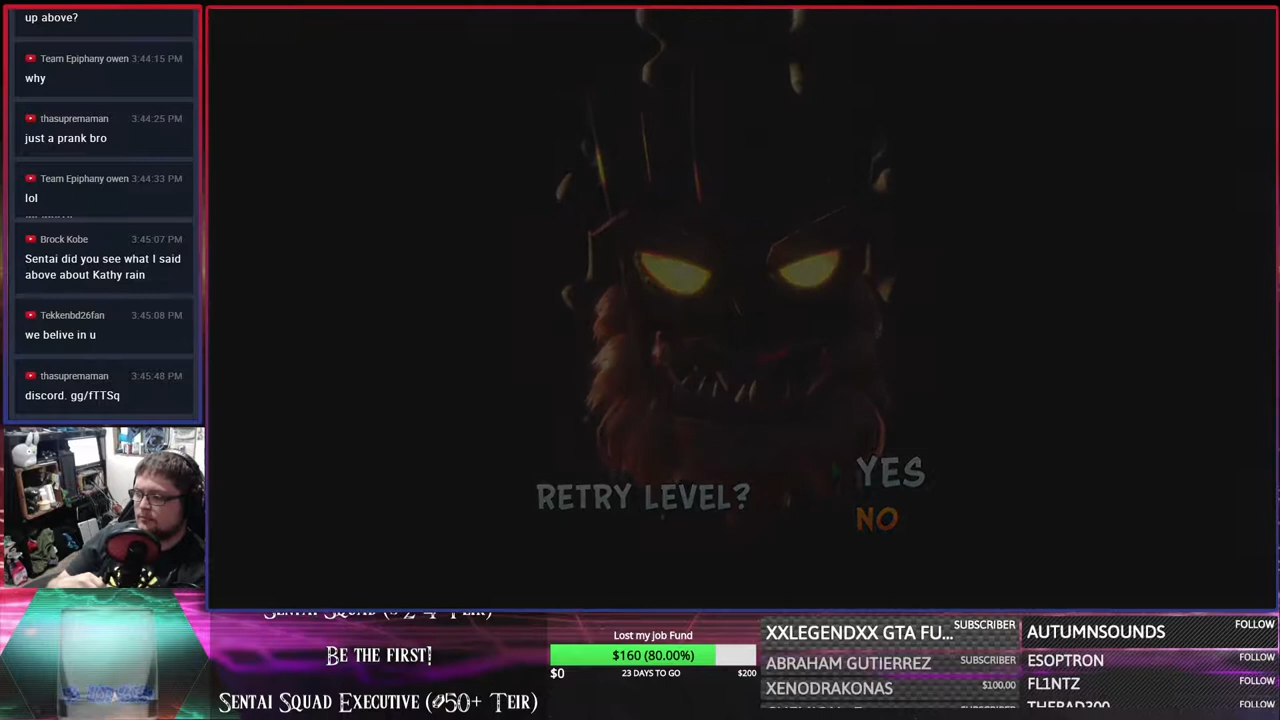 up above?
Team Epiphany owen 3:44:15 PM
why
thasupremaman 3:44:25 PM
just a prank bro
Team Epiphany owen 3:44:33 PM
lol
Brock Kobe 3:45:07 PM
Sentai did you see what I said
above about Kathy rain
Tekkenbd26fan 3:45:08 PM
we belive in u
thasupremaman 3:45:48 PM
discord. gg/fTTSq
RETRY LEVEL?
YES
NO
Be the first!
Sentai Squad Executive ($50+ Teir)
Lost my job Fund
$160 (80.00%)
$0
23 DAYS TO GO
$200
XXLEGENDXX GTA FU... SUBSCRIBER
ABRAHAM GUTIERREZ SUBSCRIBER
XENODRAKONAS $100.00
AUTUMNSOUNDS FOLLOW
ESOPTRON FOLLOW
FL1NTZ FOLLOW
THEBAD300 FOLLOW